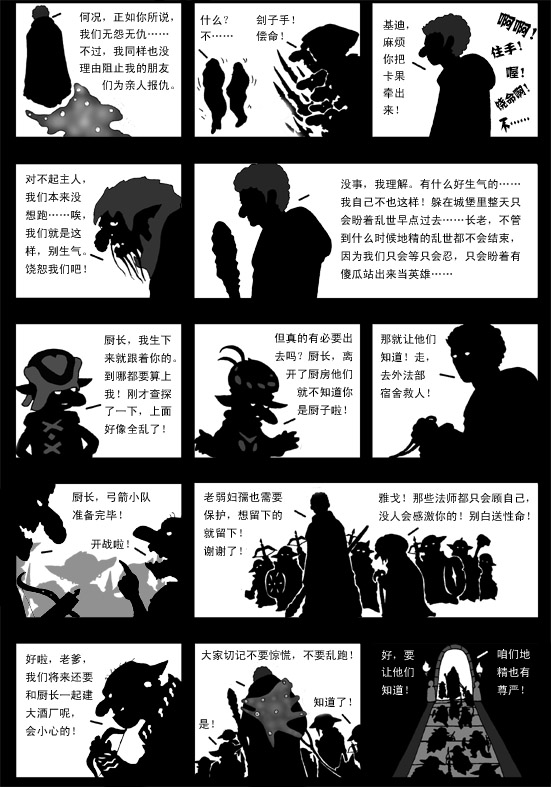 何况，正如你所说，
我们无怨无仇……
不过，我同样也没
理由阻止我的朋友
们为亲人报仇。
什么？
不……
刽子手！
偿命！
基迪，
麻烦
你把
卡果
牵出
来！
啊啊！
住手！
喔！
饶命啊！
不……
对不起主人，
我们本来没
想跑……唉，
我们就是这
样，别生气。
饶恕我们吧！
没事，我理解。有什么好生气的……
我自己不也这样！躲在城堡里整天只
会盼着乱世早点过去……长老，不管
到什么时候地精的乱世都不会结束，
因为我们只会等只会忍，只会盼着有
傻瓜站出来当英雄……
厨长，我生下
来就跟着你的。
到哪都要算上
我！刚才查探
了一下，上面
好像全乱了！
但真的有必要出
去吗？厨长，离
开了厨房他们
就不知道你
是厨子啦！
那就让他们
知道！走，
去外法部
宿舍救人！
厨长，弓箭小队
准备完毕！
开战啦！
老弱妇孺也需要
保护，想留下的
就留下！
谢谢了！
雅戈！那些法师都只会顾自己，
没人会感激你的！别白送性命！
好啦，老爹，
我们将来还要
和厨长一起建
大酒厂呢，
会小心的！
大家切记不要惊慌，不要乱跑！
是！
知道了！
好，要
让他们
知道！
咱们地
精也有
尊严！